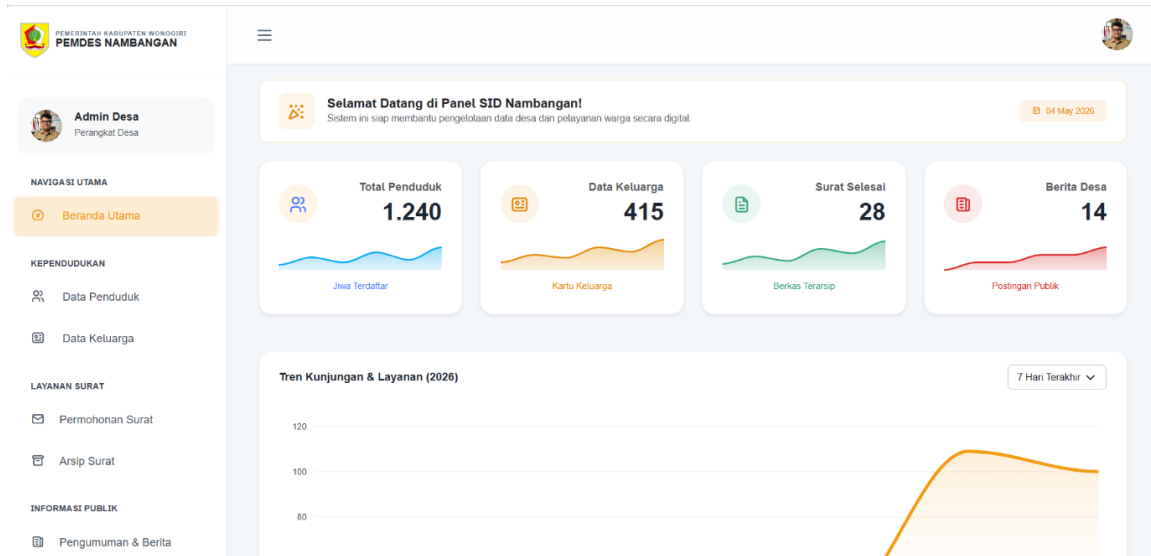 PEMERINTAH KABUPATEN WONOGIRI
PEMDES NAMBANGAN
Admin Desa
Perangkat Desa
NAVIGASI UTAMA
Beranda Utama
KEPENDUDUKAN
Data Penduduk
Data Keluarga
LAYANAN SURAT
Permohonan Surat
Arsip Surat
INFORMASI PUBLIK
Pengumuman & Berita
Selamat Datang di Panel SID Nambangan!
Sistem ini siap membantu pengelolaan data desa dan pelayanan warga secara digital.
04 May 2026
Total Penduduk
1.240
Jiwa Terdaftar
Data Keluarga
415
Kartu Keluarga
Surat Selesai
28
Berkas Terarsip
Berita Desa
14
Postingan Publik
Tren Kunjungan & Layanan (2026)
7 Hari Terakhir
120
100
80